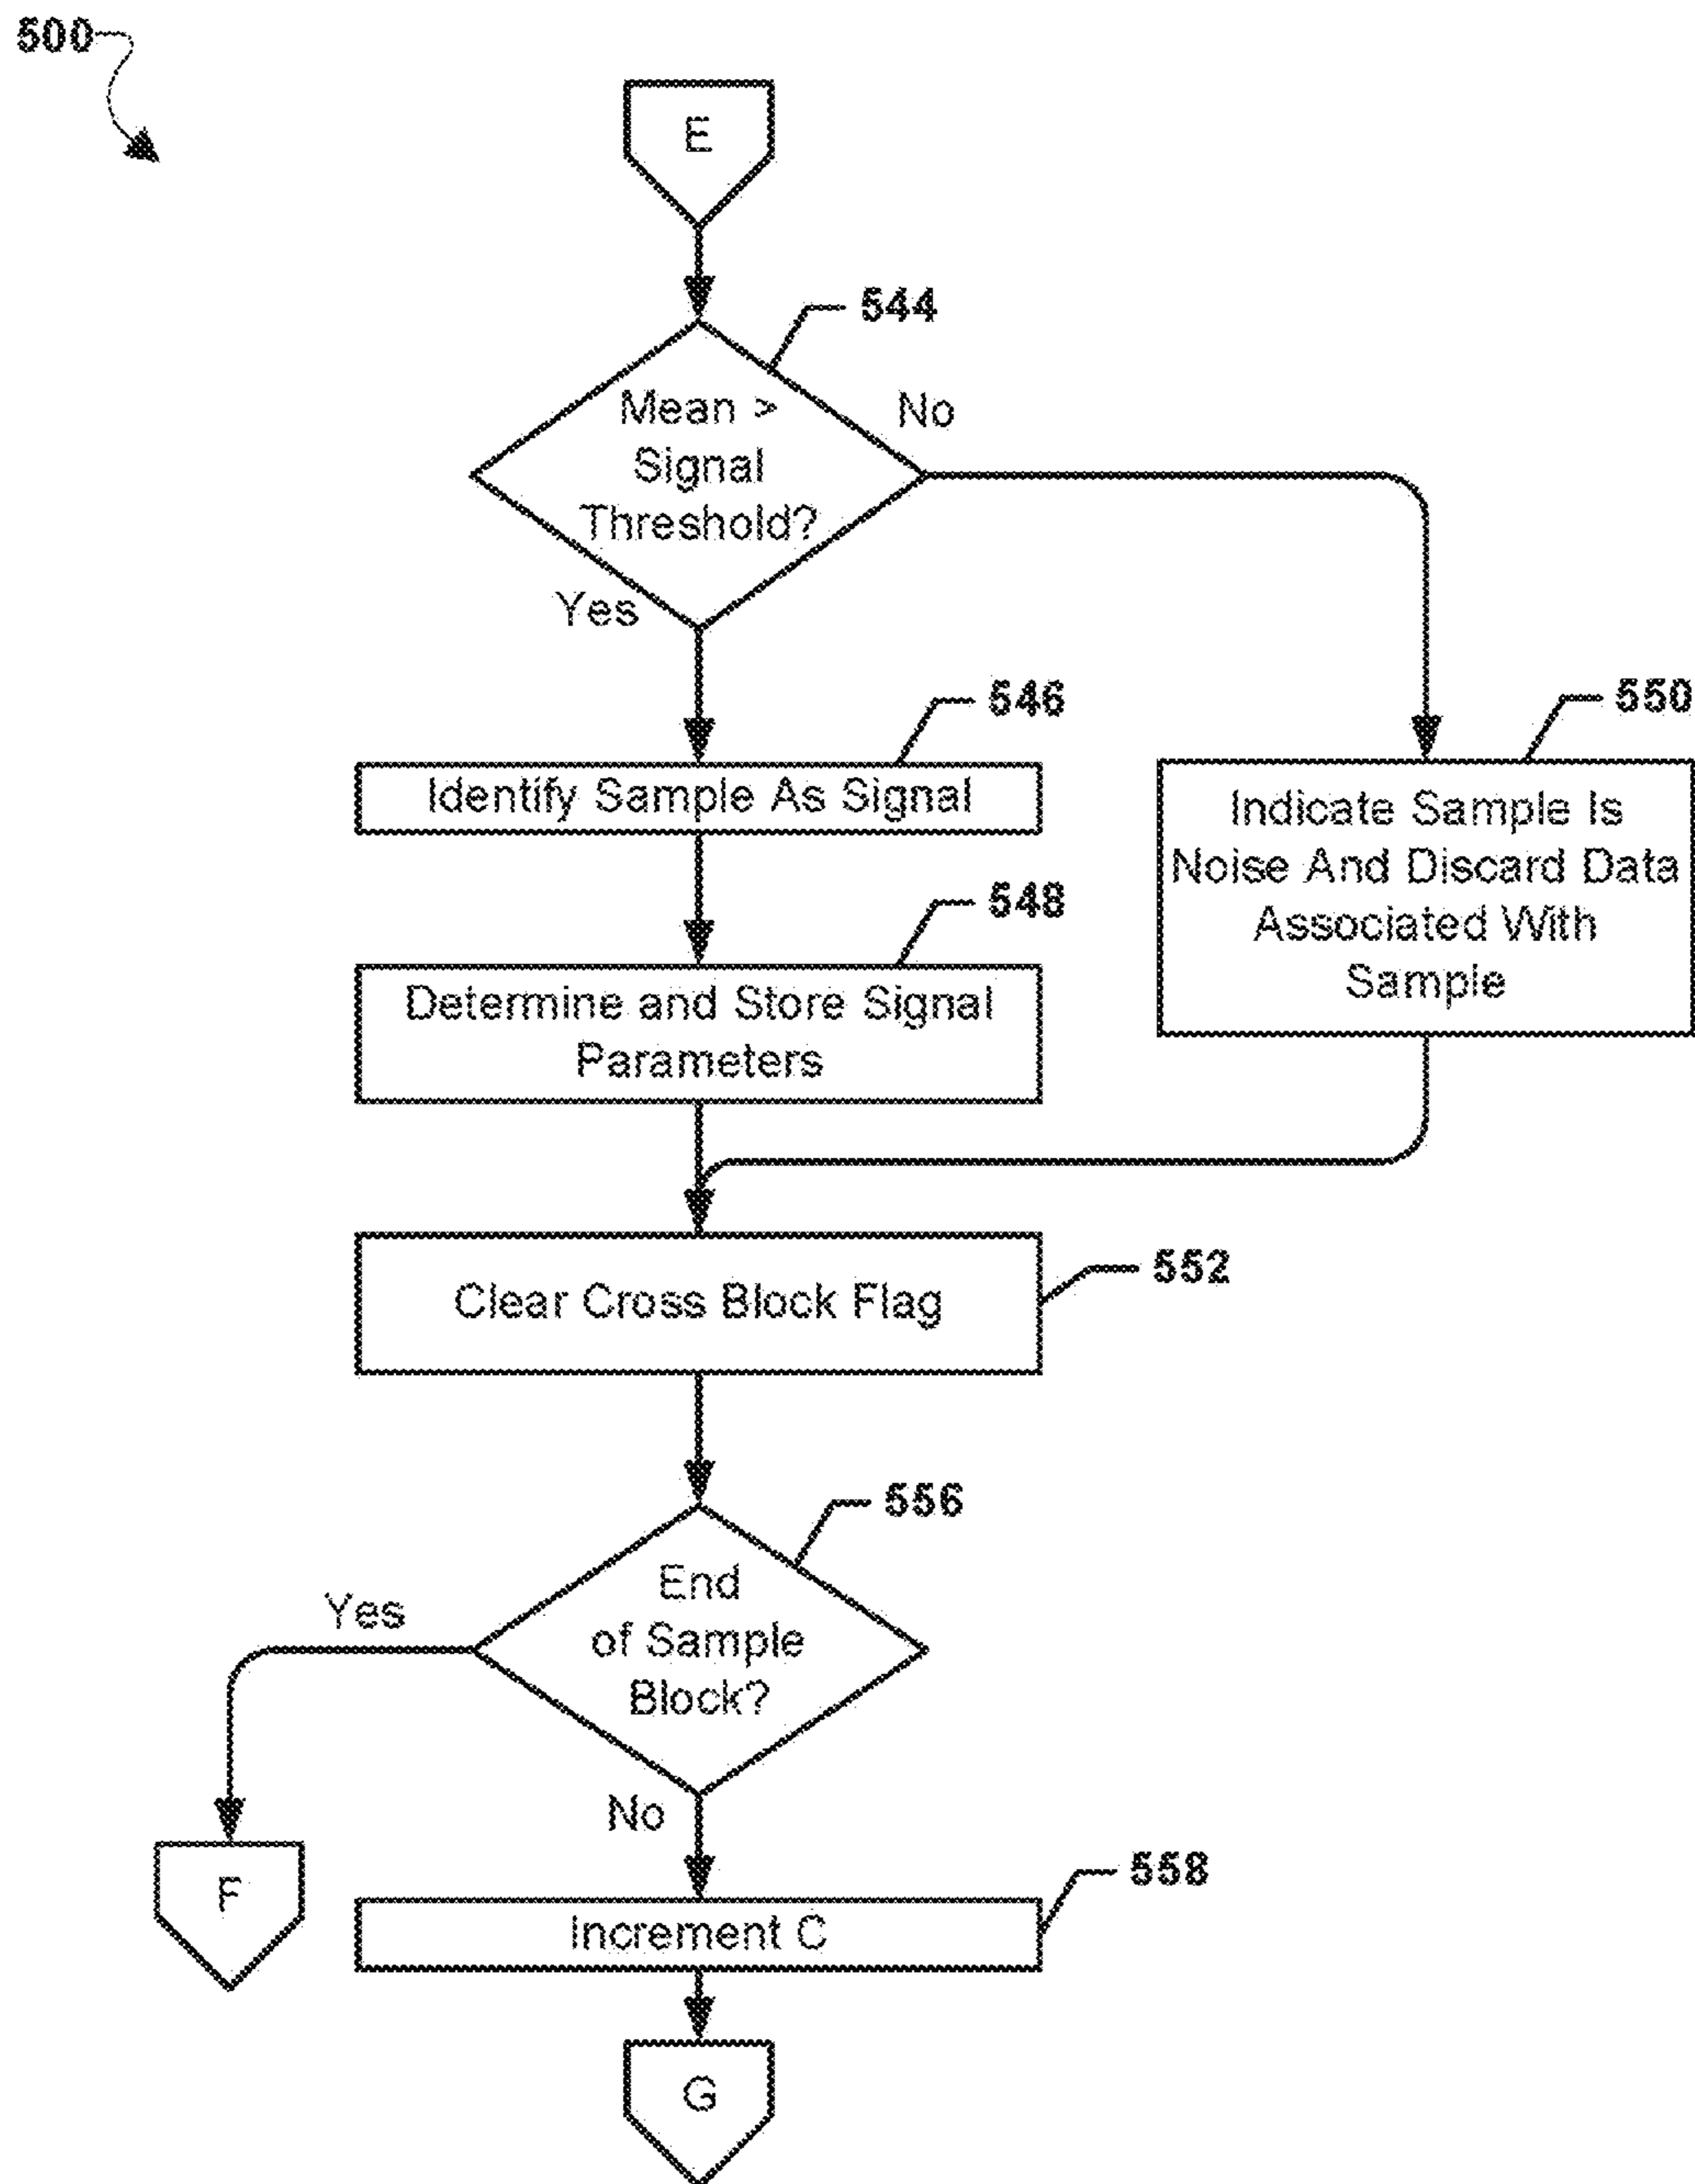 500
E
544
Mean >
Signal
Threshold?
No
Yes
546
Identify Sample As Signal
550
Indicate Sample Is
Noise And Discard Data
Associated With
Sample
548
Determine and Store Signal
Parameters
552
Clear Cross Block Flag
556
End
of Sample
Block?
Yes
No
F
558
Increment C
G